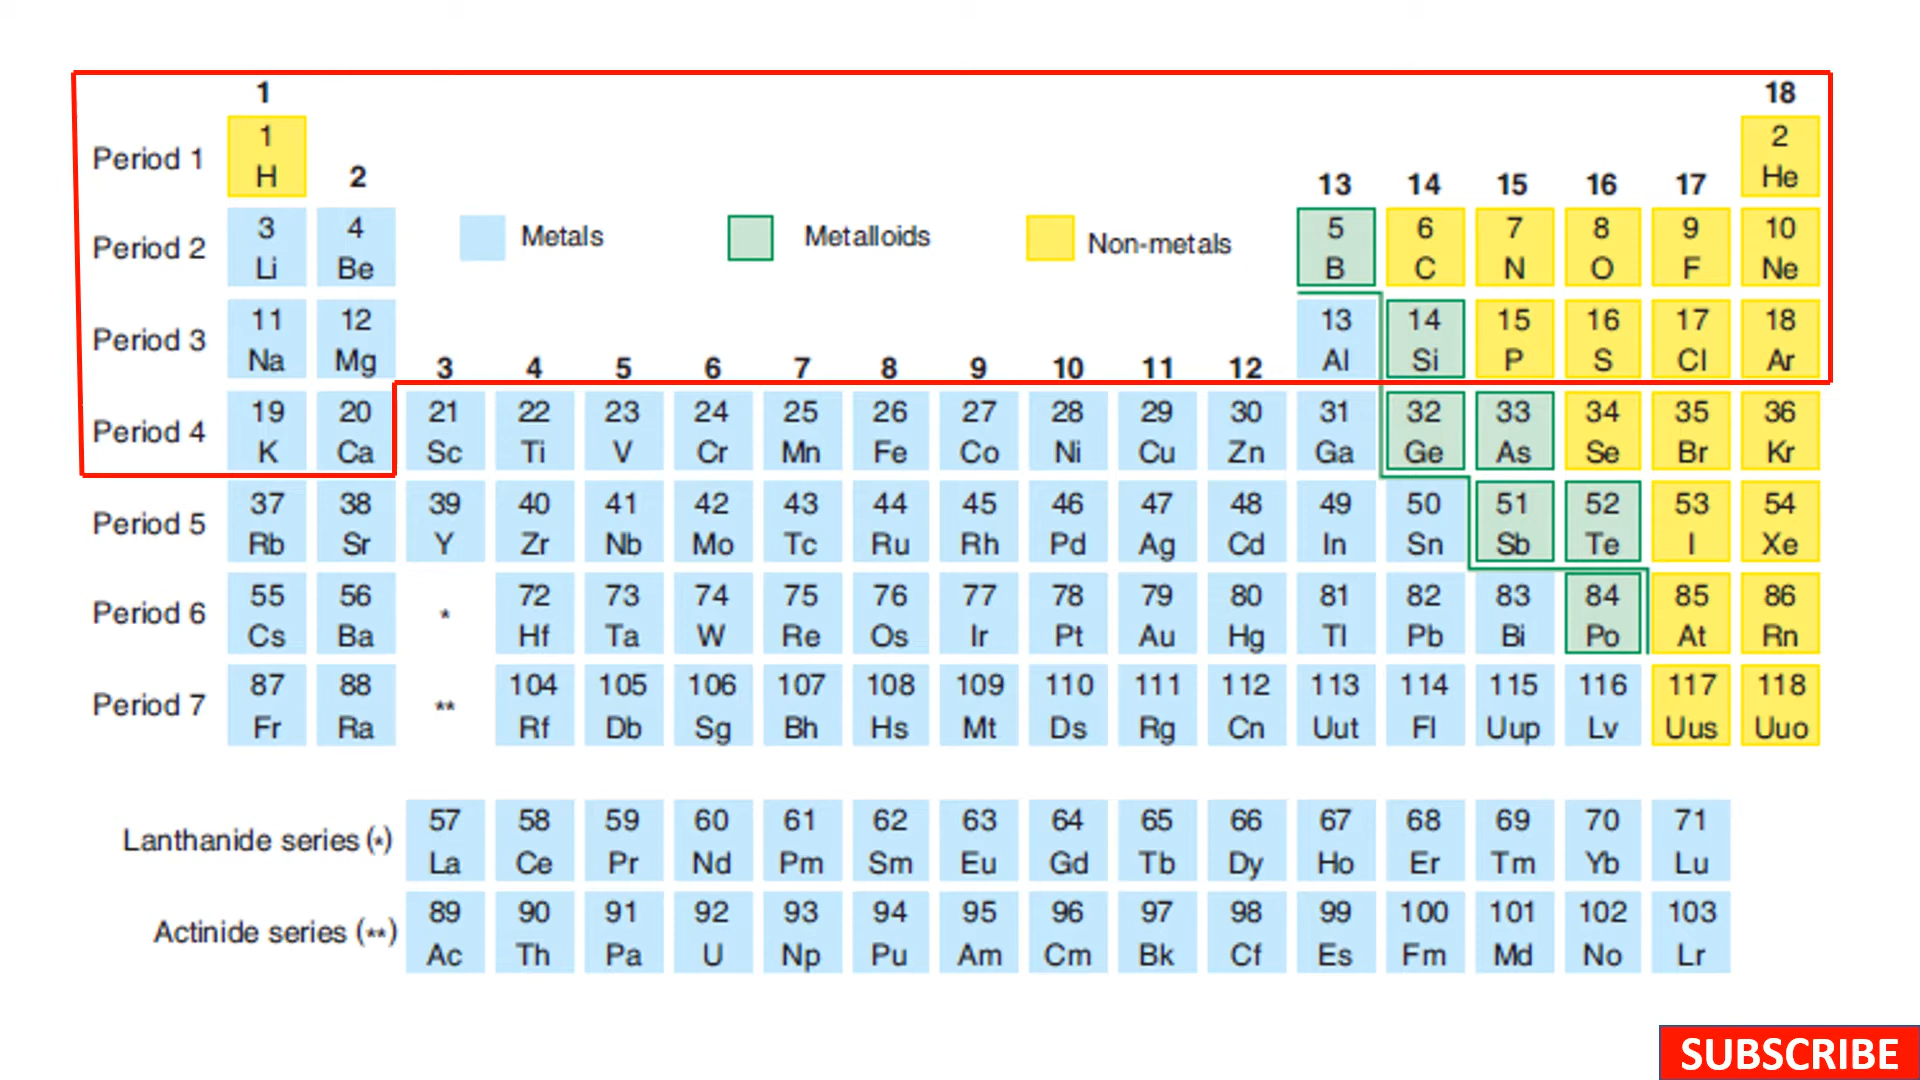 1 18
Period 1 1 H 2 He
2 13 14 15 16 17
Period 2 3 Li 4 Be Metals Metalloids Non-metals 5 B 6 C 7 N 8 O 9 F 10 Ne
Period 3 11 Na 12 Mg 13 Al 14 Si 15 P 16 S 17 Cl 18 Ar
3 4 5 6 7 8 9 10 11 12
Period 4 19 K 20 Ca 21 Sc 22 Ti 23 V 24 Cr 25 Mn 26 Fe 27 Co 28 Ni 29 Cu 30 Zn 31 Ga 32 Ge 33 As 34 Se 35 Br 36 Kr
Period 5 37 Rb 38 Sr 39 Y 40 Zr 41 Nb 42 Mo 43 Tc 44 Ru 45 Rh 46 Pd 47 Ag 48 Cd 49 In 50 Sn 51 Sb 52 Te 53 I 54 Xe
Period 6 55 Cs 56 Ba * 72 Hf 73 Ta 74 W 75 Re 76 Os 77 Ir 78 Pt 79 Au 80 Hg 81 Tl 82 Pb 83 Bi 84 Po 85 At 86 Rn
Period 7 87 Fr 88 Ra ** 104 Rf 105 Db 106 Sg 107 Bh 108 Hs 109 Mt 110 Ds 111 Rg 112 Cn 113 Uut 114 Fl 115 Uup 116 Lv 117 Uus 118 Uuo
Lanthanide series (*) 57 La 58 Ce 59 Pr 60 Nd 61 Pm 62 Sm 63 Eu 64 Gd 65 Tb 66 Dy 67 Ho 68 Er 69 Tm 70 Yb 71 Lu
Actinide series (**) 89 Ac 90 Th 91 Pa 92 U 93 Np 94 Pu 95 Am 96 Cm 97 Bk 98 Cf 99 Es 100 Fm 101 Md 102 No 103 Lr
SUBSCRIBE